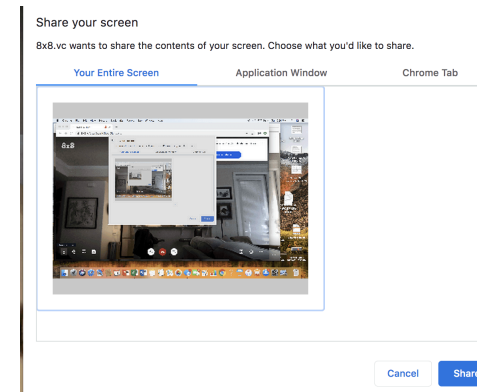 Share your screen
8x8.vc wants to share the contents of your screen. Choose what you'd like to share.
Your Entire Screen Application Window Chrome Tab
8x8
Cancel Share